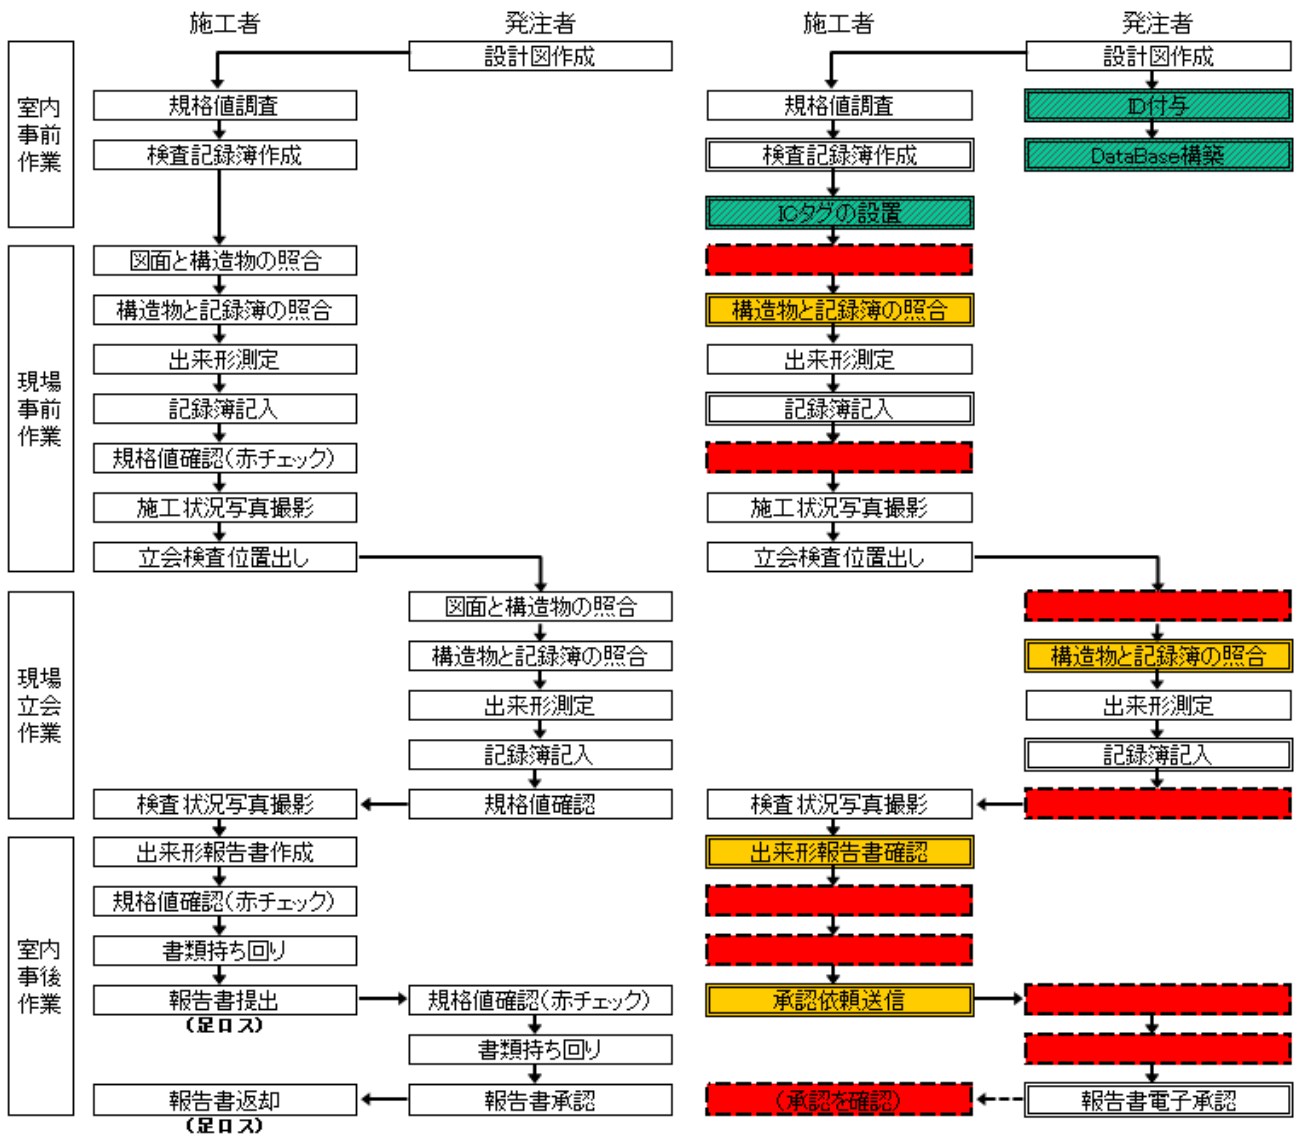 施工者 発注者 施工者 発注者
設計図作成 設計図作成
室内
事前
作業
規格値調査 規格値調査 ID付与
検査記録簿作成 検査記録簿作成 DataBase構築
ICタグの設置
図面と構造物の照合
構造物と記録簿の照合 構造物と記録簿の照合
現場
事前
作業
出来形測定 出来形測定
記録簿記入 記録簿記入
規格値確認(赤チェック)
施工状況写真撮影 施工状況写真撮影
立会検査位置出し 立会検査位置出し
図面と構造物の照合
構造物と記録簿の照合 構造物と記録簿の照合
現場
立会
作業
出来形測定 出来形測定
記録簿記入 記録簿記入
検査状況写真撮影 規格値確認 検査状況写真撮影
出来形報告書作成 出来形報告書確認
規格値確認(赤チェック)
室内
事後
作業
書類持ち回り
報告書提出 規格値確認(赤チェック) 承認依頼送信
(足ロス)
書類持ち回り
報告書返却 報告書承認 (承認を確認) 報告書電子承認
(足ロス)